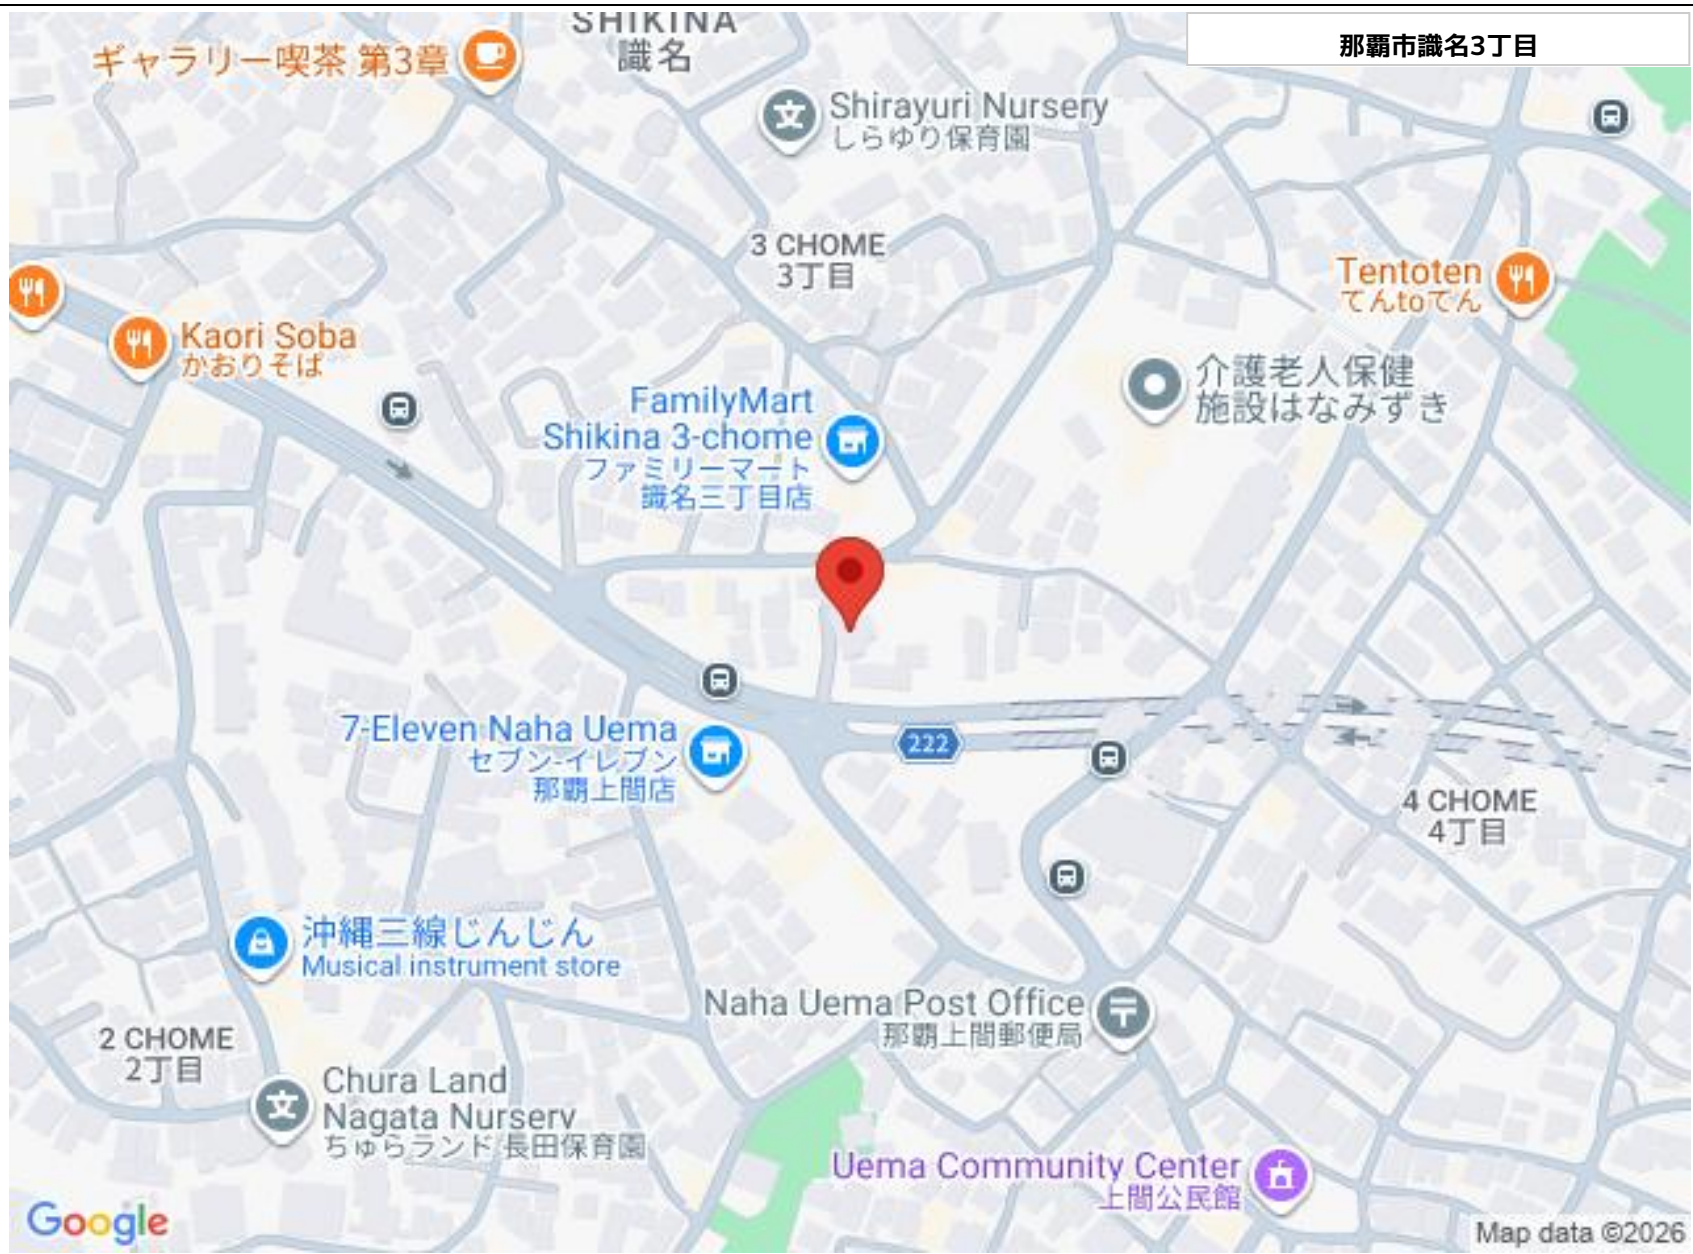 SHIKINA
識名
那覇市識名3丁目
ギャラリー喫茶 第3章
Shirayuri Nursery
しらゆり保育園
3 CHOME
3丁目
Tentoten
てんtoてん
Kaori Soba
かおりそば
介護老人保健
施設はなみずき
FamilyMart
Shikina 3-chome
ファミリーマート
識名三丁目店
7-Eleven Naha Uema
セブン-イレブン
那覇上間店
222
4 CHOME
4丁目
沖縄三線じんじん
Musical instrument store
Naha Uema Post Office
那覇上間郵便局
2 CHOME
2丁目
Chura Land
Nagata Nursery
ちゅらランド 長田保育園
Uema Community Center
上間公民館
Google
Map data ©2026